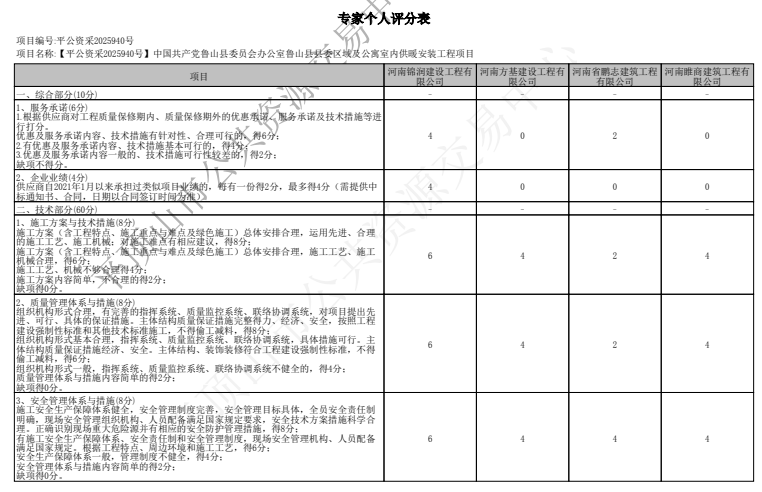 专家个人评分表
项目编号:平公资采2025940号
项目名称:【平公资采2025940号】中国共产党鲁山县委员会办公室鲁山县县委区域及公寓室内供暖安装工程项目
项目 河南锦润建设工程有限公司 河南方基建设工程有限公司 河南省鹏志建筑工程有限公司 河南睢商建筑工程有限公司
一、综合部分(10分) - - - -
1、服务承诺(6分)
1.根据供应商对工程质量保修期内、质量保修期外的优惠承诺、服务承诺及技术措施等进
行打分。
优惠及服务承诺内容、技术措施有针对性、合理可行的，得6分；
2.有优惠及服务承诺内容、技术措施基本可行的，得4分；
3.优惠及服务承诺内容一般的、技术措施可行性较差的，得2分；
缺项不得分。
4 0 2 0
2、企业业绩(4分)
供应商自2021年1月以来承担过类似项目业绩的，每有一份得2分，最多得4分（需提供中
标通知书、合同，日期以合同签订时间为准）
4 0 0 0
二、技术部分(60分) - - - -
1、施工方案与技术措施(8分)
施工方案（含工程特点、施工重点与难点及绿色施工）总体安排合理，运用先进、合理
的施工工艺、施工机械；对施工难点有相应建议，得8分；
施工方案（含工程特点、施工重点与难点及绿色施工）总体安排合理，施工工艺、施工
机械合理，得6分；
施工工艺、机械不够合理得4分；
施工方案内容简单，不合理的得2分；
缺项得0分。
6 4 2 4
2、质量管理体系与措施(8分)
组织机构形式合理，有完善的指挥系统、质量监控系统、联络协调系统，对项目提出先
进、可行、具体的保证措施。主体结构质量保证措施完整得力、经济、安全，按照工程
建设强制性标准和其他技术标准施工，不得偷工减料，得8分；
组织机构形式基本合理，指挥系统、质量监控系统、联络协调系统，具体措施可行。主
体结构质量保证措施经济、安全。主体结构、装饰装修符合工程建设强制性标准，不得
偷工减料，得6分；
组织机构形式一般，指挥系统、质量监控系统、联络协调系统不健全的，得4分；
质量管理体系与措施内容简单的得2分；
缺项得0分。
6 4 2 4
3、安全管理体系与措施(8分)
施工安全生产保障体系健全，安全管理制度完善，安全管理目标具体，全员安全责任制
明确，现场安全管理组织机构、人员配备满足国家规定要求，安全技术方案措施科学合
理。正确识别现场重大危险源并有相应的安全防护管理措施，得8分；
有施工安全生产保障体系、安全责任制和安全管理制度，现场安全管理机构、人员配备
满足国家规定。根据工程特点、周边环境和施工工艺，得6分；
安全生产保障体系一般，管理制度不健全，得4分；
安全管理体系与措施内容简单的得2分；
缺项得0分。
6 4 4 4